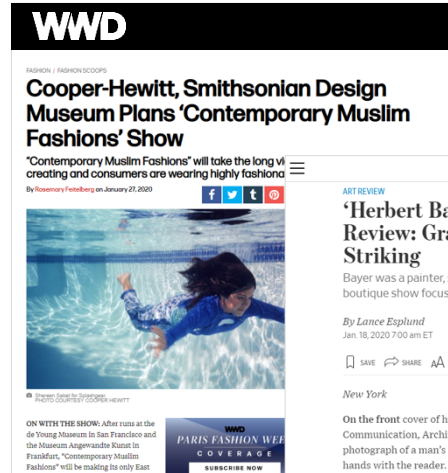 WWD
FASHION / FASHION SCOOPS
Cooper-Hewitt, Smithsonian Design
Museum Plans ‘Contemporary Muslim
Fashions’ Show
“Contemporary Muslim Fashions” will take the long vi
creating and consumers are wearing highly fashiona
By Rosemary Feitelberg on January 27, 2020
Shereen Sabet for Splashgear.
PHOTO COURTESY COOPER HEWITT
ON WITH THE SHOW: After runs at the
de Young Museum in San Francisco and
the Museum Angewandte Kunst in
Frankfurt, “Contemporary Muslim
Fashions” will be making its only East
WWD
PARIS FASHION WEE
COVERAGE
SUBSCRIBE NOW
ART REVIEW
‘Herbert Ba
Review: Gra
Striking
Bayer was a painter,
boutique show focus
By Lance Esplund
Jan. 18, 2020 7:00 am ET
SAVE SHARE AA
New York
On the front cover of h
Communication, Archi
photograph of a man’s
hands with the reader.